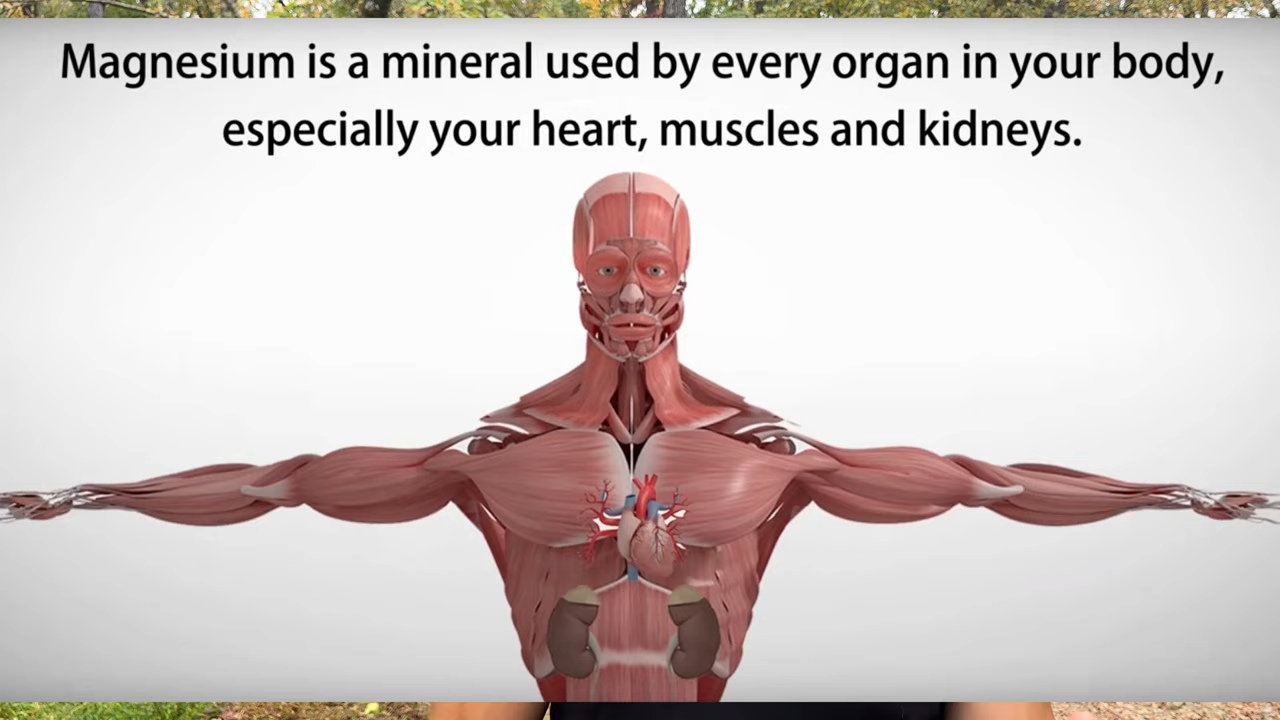 Magnesium is a mineral used by every organ in your body,
especially your heart, muscles and kidneys.